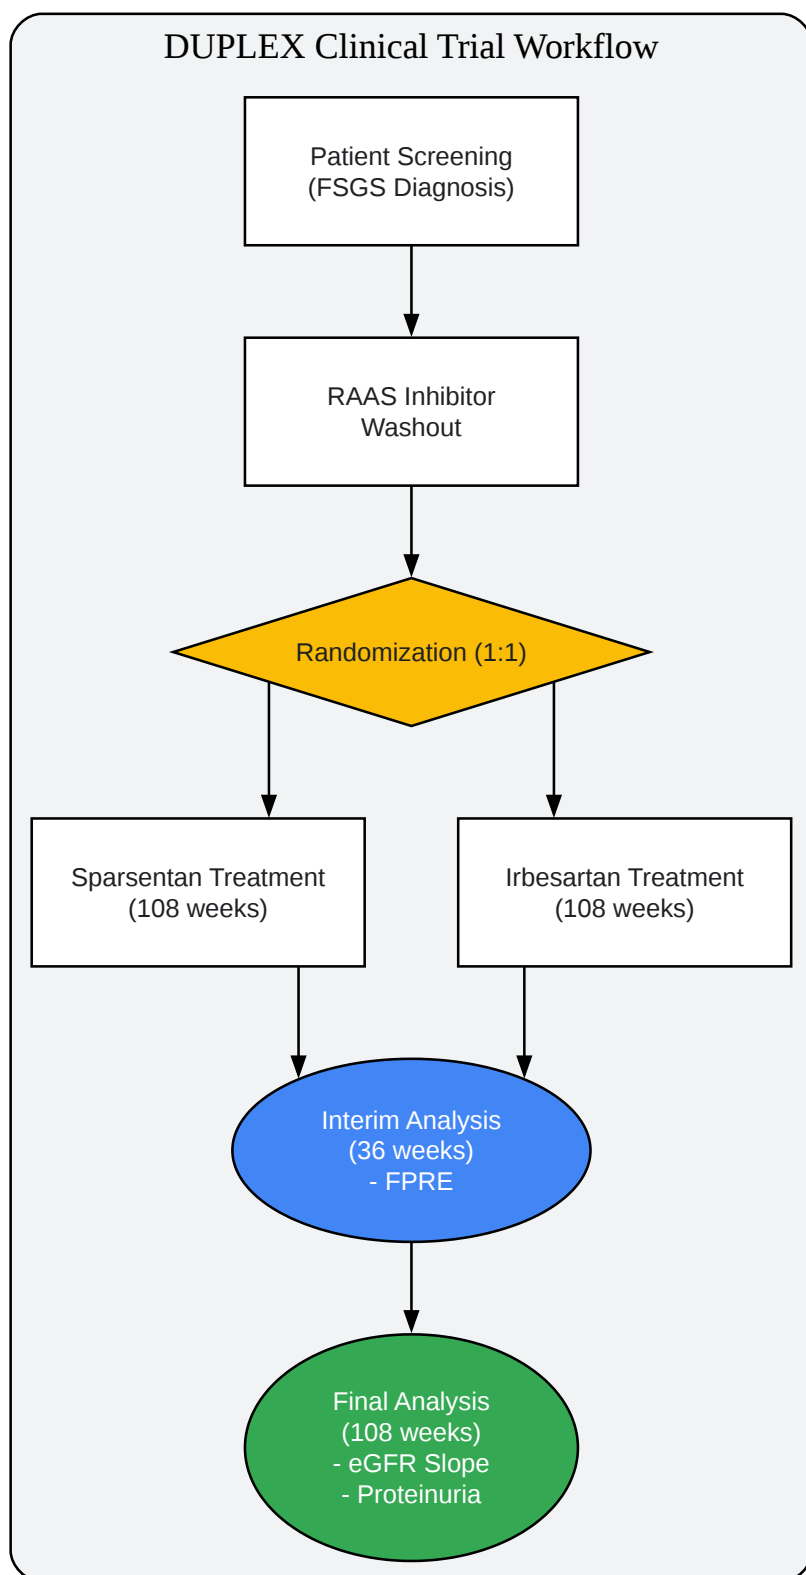 DUPLEX Clinical Trial Workflow
Patient Screening
(FSGS Diagnosis)
RAAS Inhibitor
Washout
Randomization (1:1)
Sparsentan Treatment
(108 weeks)
Irbesartan Treatment
(108 weeks)
Interim Analysis
(36 weeks)
- FPRE
Final Analysis
(108 weeks)
- eGFR Slope
- Proteinuria